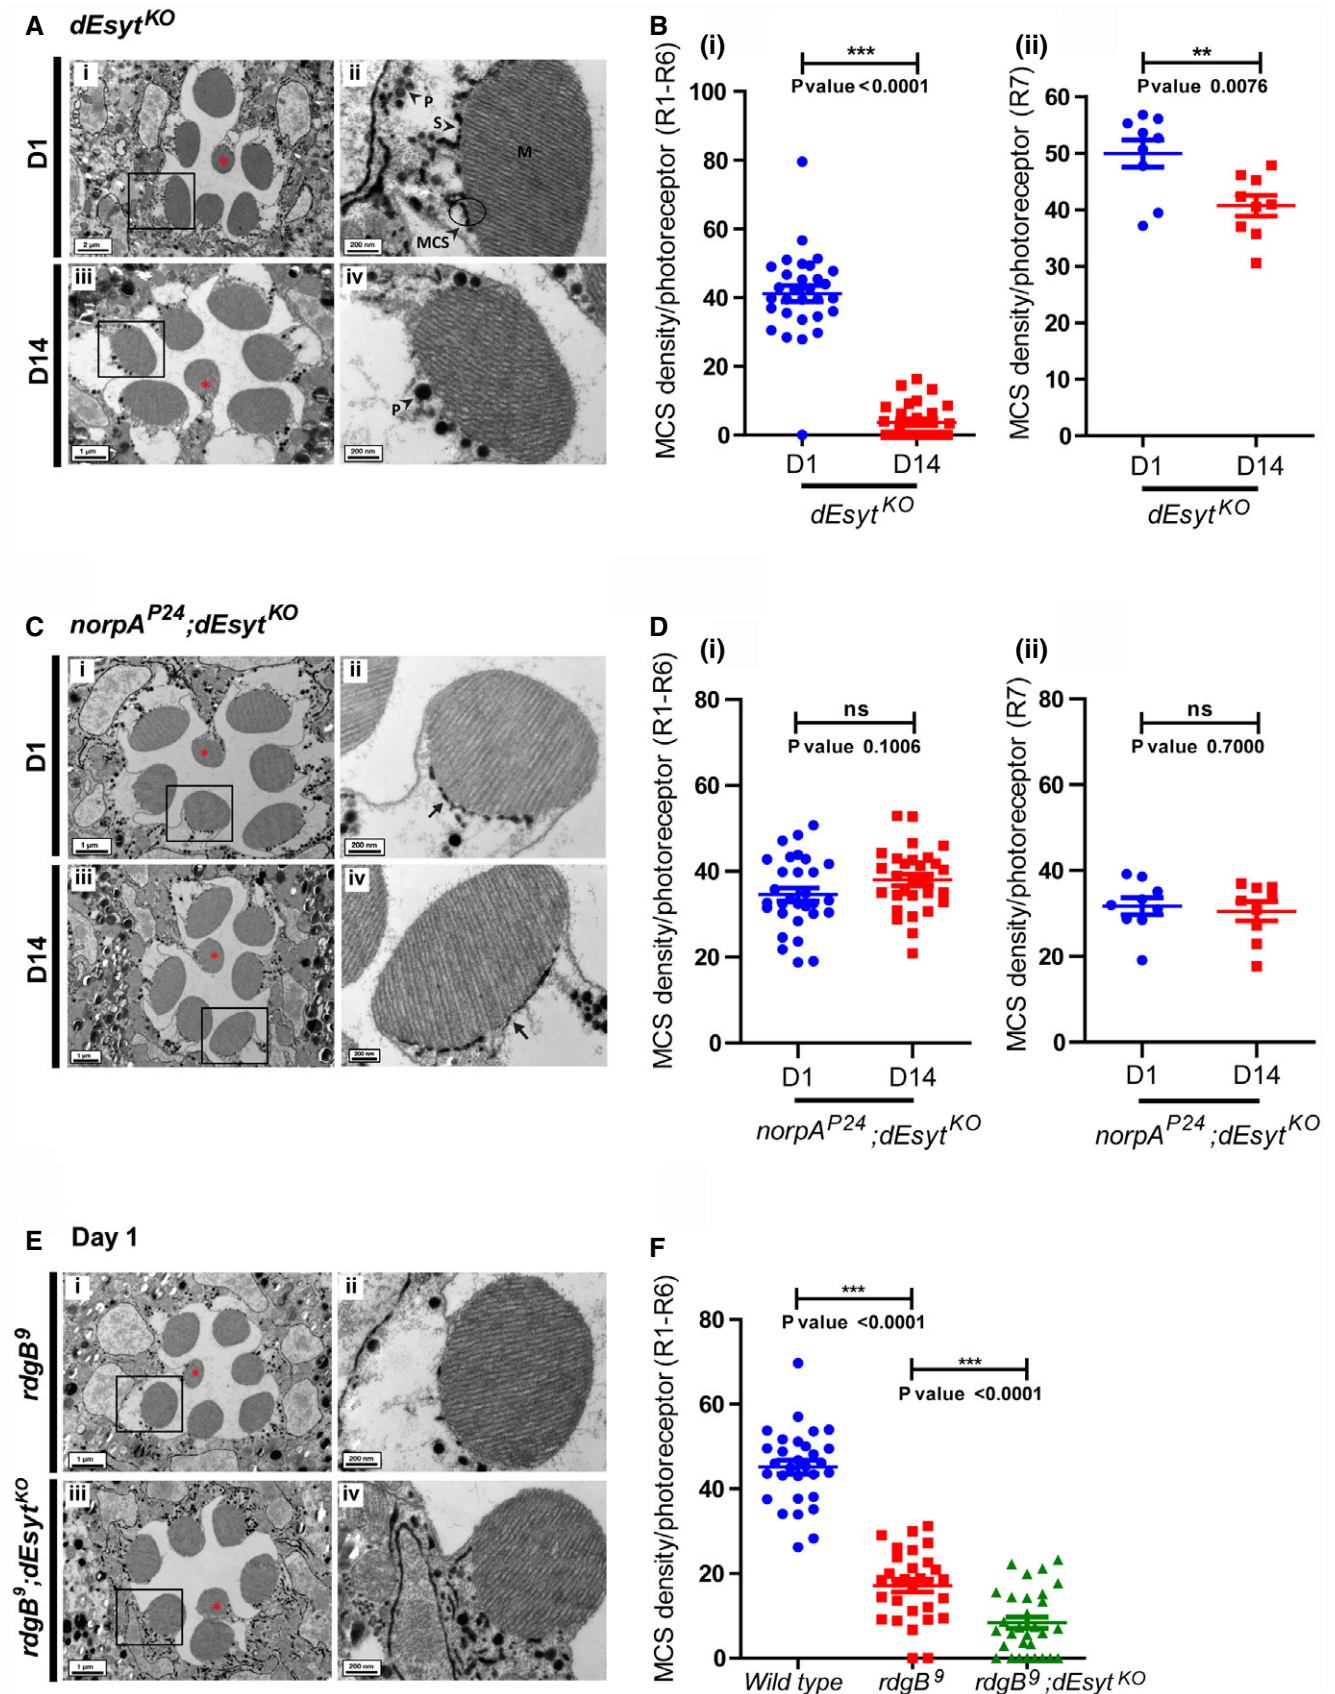 A dEsyt^KO
D1
i
2 µm
ii
P
S
M
MCS
200 nm
D14
iii
1 µm
iv
P
200 nm
B
(i)
***
P value <0.0001
MCS density/photoreceptor (R1-R6)
100
80
60
40
20
0
D1 D14
dEsyt^KO
(ii)
**
P value 0.0076
MCS density/photoreceptor (R7)
60
50
40
30
20
10
0
D1 D14
dEsyt^KO
C norpA^P24;dEsyt^KO
D1
i
1 µm
ii
200 nm
D14
iii
1 µm
iv
200 nm
D
(i)
ns
P value 0.1006
MCS density/photoreceptor (R1-R6)
80
60
40
20
0
D1 D14
norpA^P24;dEsyt^KO
(ii)
ns
P value 0.7000
MCS density/photoreceptor (R7)
80
60
40
20
0
D1 D14
norpA^P24;dEsyt^KO
E Day 1
rdgB^9
i
1 µm
ii
200 nm
rdgB^9;dEsyt^KO
iii
1 µm
iv
200 nm
F
***
P value <0.0001
***
P value <0.0001
MCS density/photoreceptor (R1-R6)
80
60
40
20
0
Wild type rdgB^9 rdgB^9;dEsyt^KO